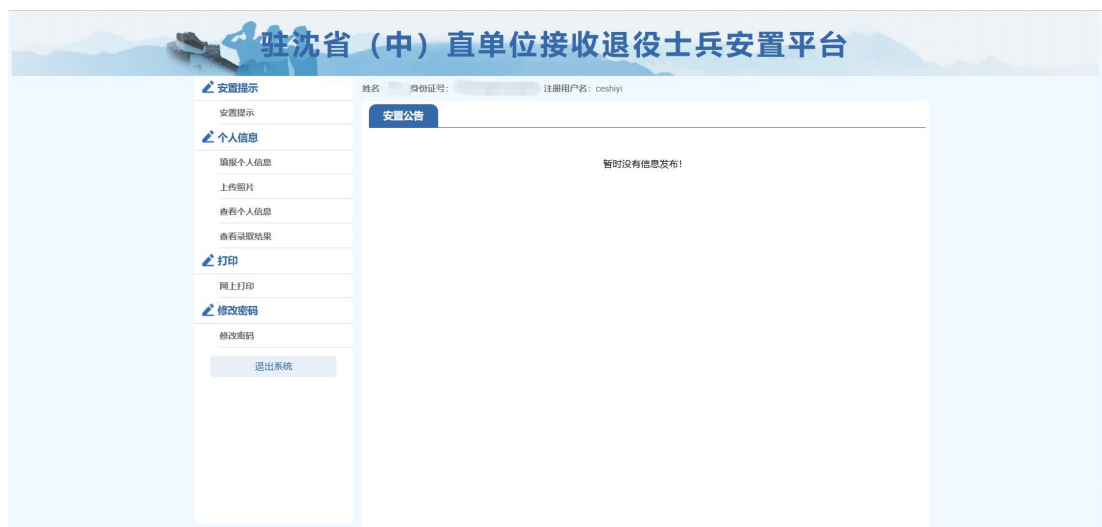 驻沈省（中）直单位接收退役士兵安置平台
安置提示
安置提示
个人信息
填报个人信息
上传照片
查看个人信息
查看录取结果
打印
网上打印
修改密码
修改密码
退出系统
姓名 身份证号： 注册用户名：ceshiyi
安置公告
暂时没有信息发布！